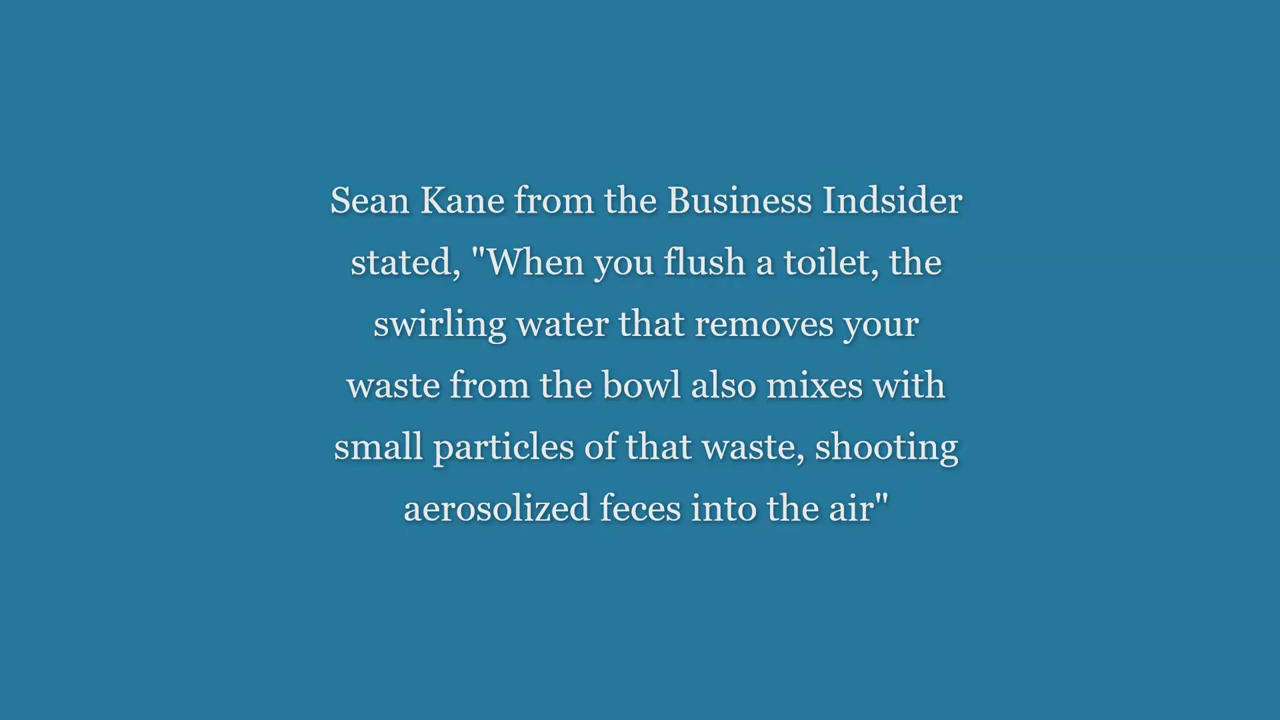 Sean Kane from the Business Indsider
stated, "When you flush a toilet, the
swirling water that removes your
waste from the bowl also mixes with
small particles of that waste, shooting
aerosolized feces into the air"